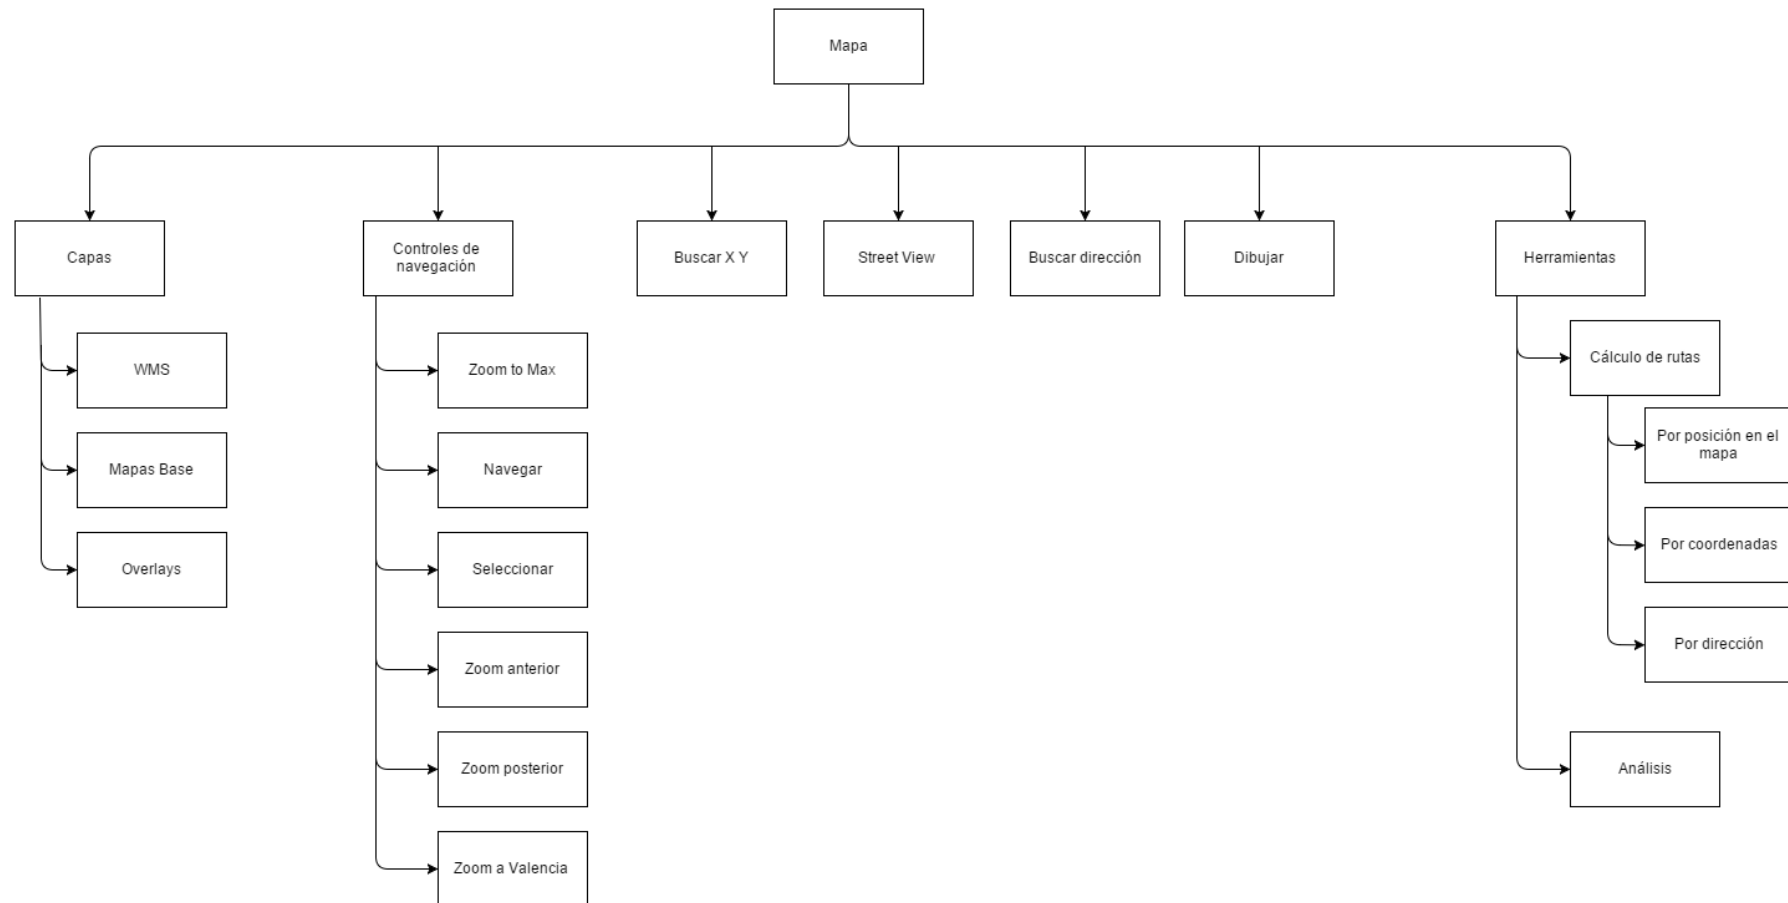 Mapa
Capas
Controles de
navegación
Buscar X Y
Street View
Buscar dirección
Dibujar
Herramientas
WMS
Mapas Base
Overlays
Zoom to Max
Navegar
Seleccionar
Zoom anterior
Zoom posterior
Zoom a Valencia
Cálculo de rutas
Por posición en el
mapa
Por coordenadas
Por dirección
Análisis